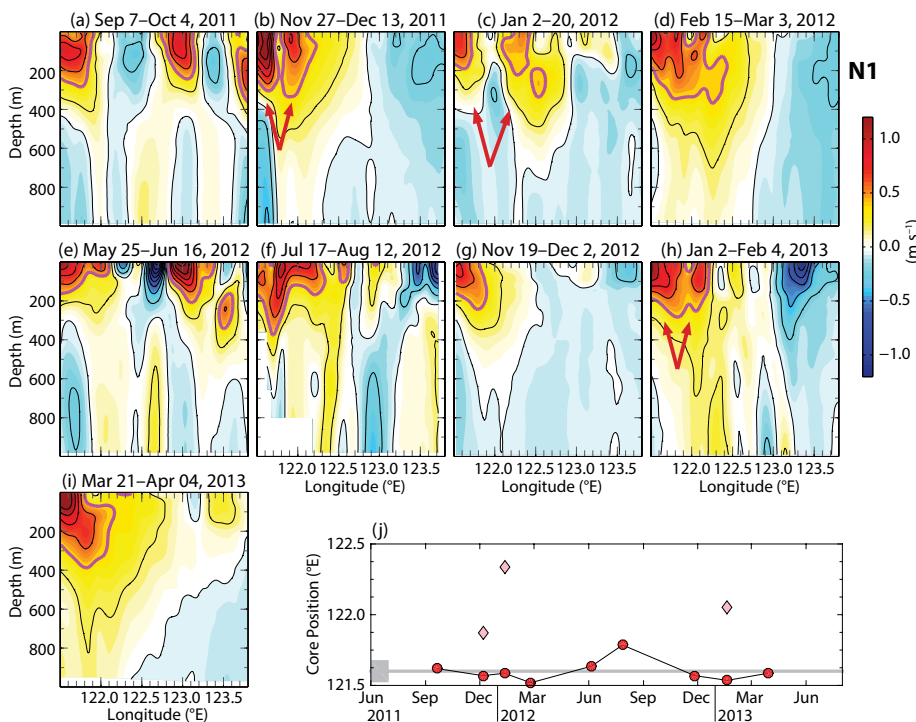 (a) Sep 7–Oct 4, 2011
(b) Nov 27–Dec 13, 2011
(c) Jan 2–20, 2012
(d) Feb 15–Mar 3, 2012
N1
Depth (m)
200
400
600
800
(e) May 25–Jun 16, 2012
(f) Jul 17–Aug 12, 2012
(g) Nov 19–Dec 2, 2012
(h) Jan 2–Feb 4, 2013
Depth (m)
200
400
600
800
1.0
0.5
0.0
-0.5
-1.0
(m s⁻¹)
122.0 122.5 123.0 123.5
Longitude (°E)
122.0 122.5 123.0 123.5
Longitude (°E)
122.0 122.5 123.0 123.5
Longitude (°E)
(i) Mar 21–Apr 04, 2013
Depth (m)
200
400
600
800
122.0 122.5 123.0 123.5
Longitude (°E)
(j)
Core Position (°E)
122.5
122.0
121.5
Jun Sep Dec Mar Jun Sep Dec Mar Jun
2011 2012 2013